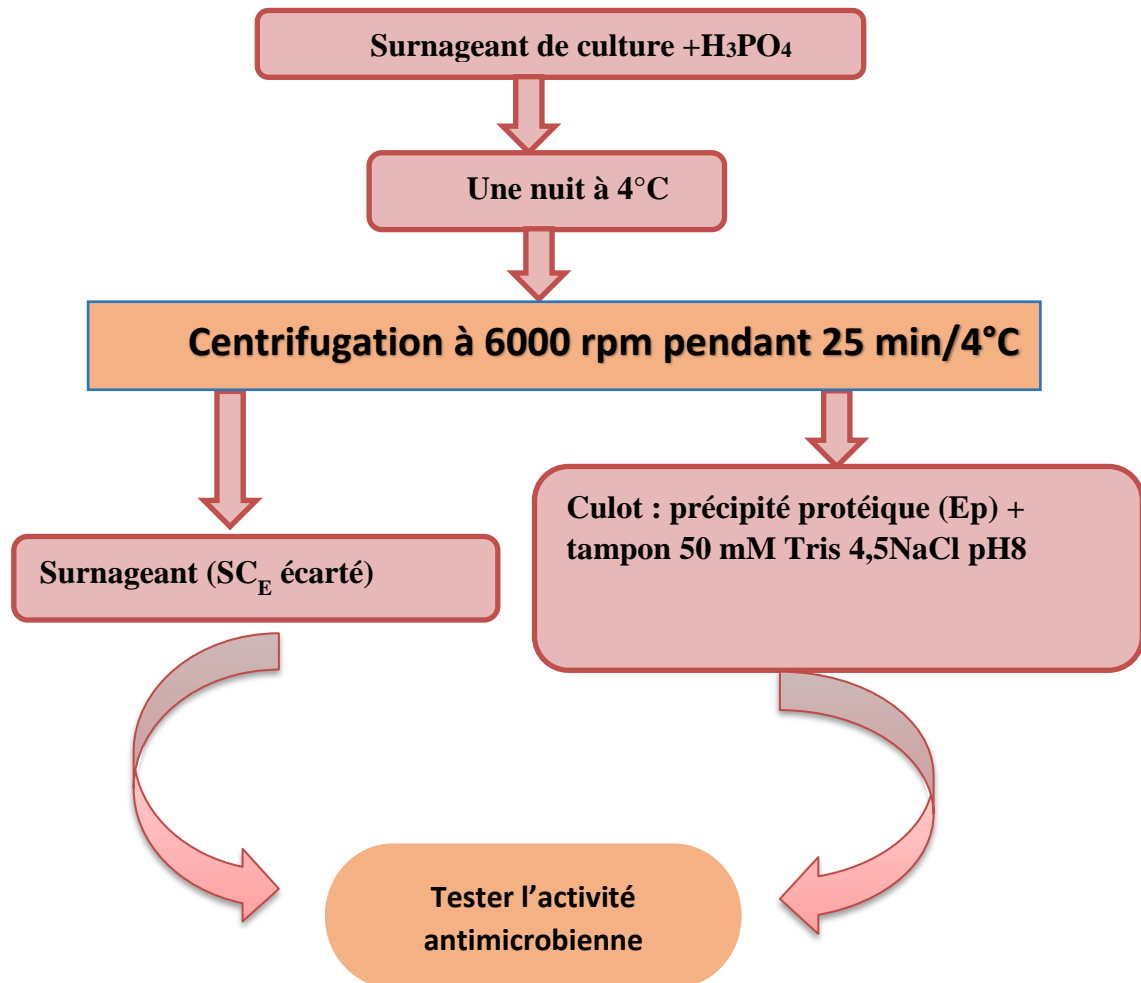 Surnageant de culture +H₃PO₄
Une nuit à 4°C
Centrifugation à 6000 rpm pendant 25 min/4°C
Surnageant (SC_E écarté)
Culot : précipité protéique (Ep) +
tampon 50 mM Tris 4,5NaCl pH8
Tester l’activité
antimicrobienne